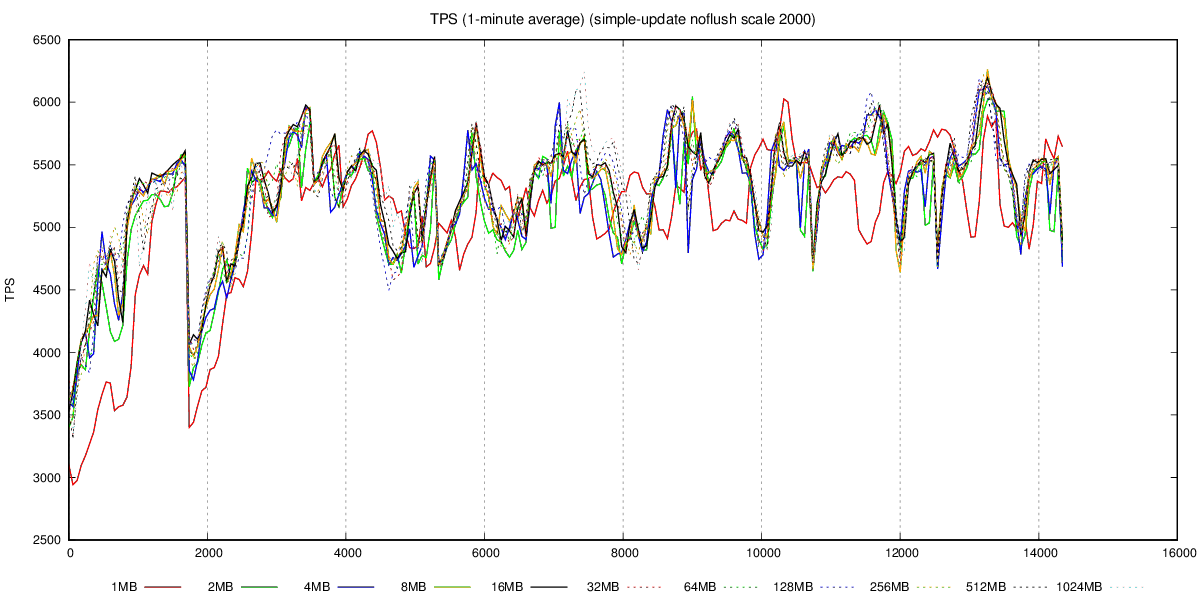 TPS (1-minute average) (simple-update noflush scale 2000)
6500
6000
5500
5000
4500
4000
3500
3000
2500
TPS
0 2000 4000 6000 8000 10000 12000 14000 16000
1MB 2MB 4MB 8MB 16MB 32MB 64MB 128MB 256MB 512MB 1024MB